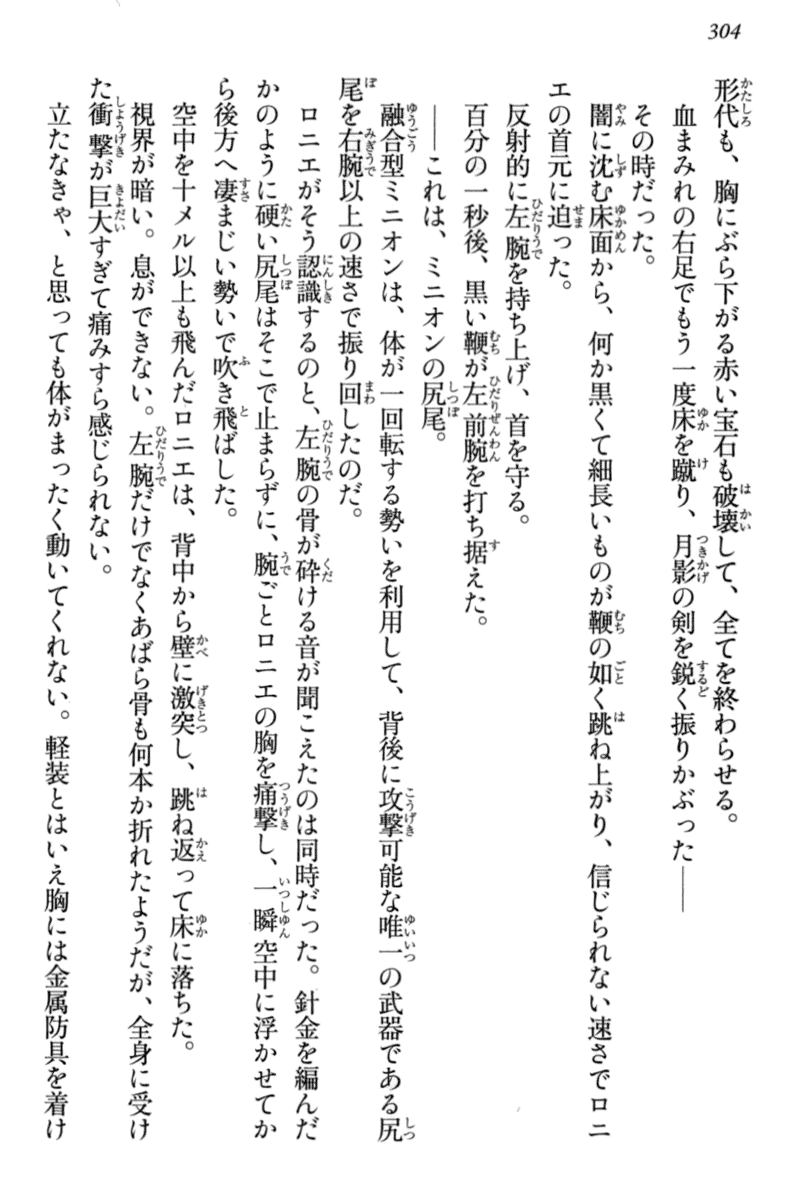 304
形代も、胸にぶら下がる赤い宝石も破壊して、全てを終わらせる。
血まみれの右足でもう一度床を蹴り、月影の剣を鋭く振りかぶった――
その時だった。
闇に沈む床面から、何か黒くて細長いものが鞭の如く跳ね上がり、信じられない速さでロニ
エの首元に迫った。
反射的に左腕を持ち上げ、首を守る。
百分の一秒後、黒い鞭が左前腕を打ち据えた。
――これは、ミニオンの尻尾。
融合型ミニオンは、体が一回転する勢いを利用して、背後に攻撃可能な唯一の武器である尻
尾を右腕以上の速さで振り回したのだ。
ロニエがそう認識するのと、左腕の骨が砕ける音が聞こえたのは同時だった。針金を編んだ
かのように硬い尻尾はそこで止まらずに、腕ごとロニエの胸を痛撃し、一瞬空中に浮かせてか
ら後方へ凄まじい勢いで吹き飛ばした。
空中を十メル以上も飛んだロニエは、背中から壁に激突し、跳ね返って床に落ちた。
視界が暗い。息ができない。左腕だけでなくあばら骨も何本か折れたようだが、全身に受け
た衝撃が巨大すぎて痛みすら感じられない。
立たなきゃ、と思っても体がまったく動いてくれない。軽装とはいえ胸には金属防具を着け